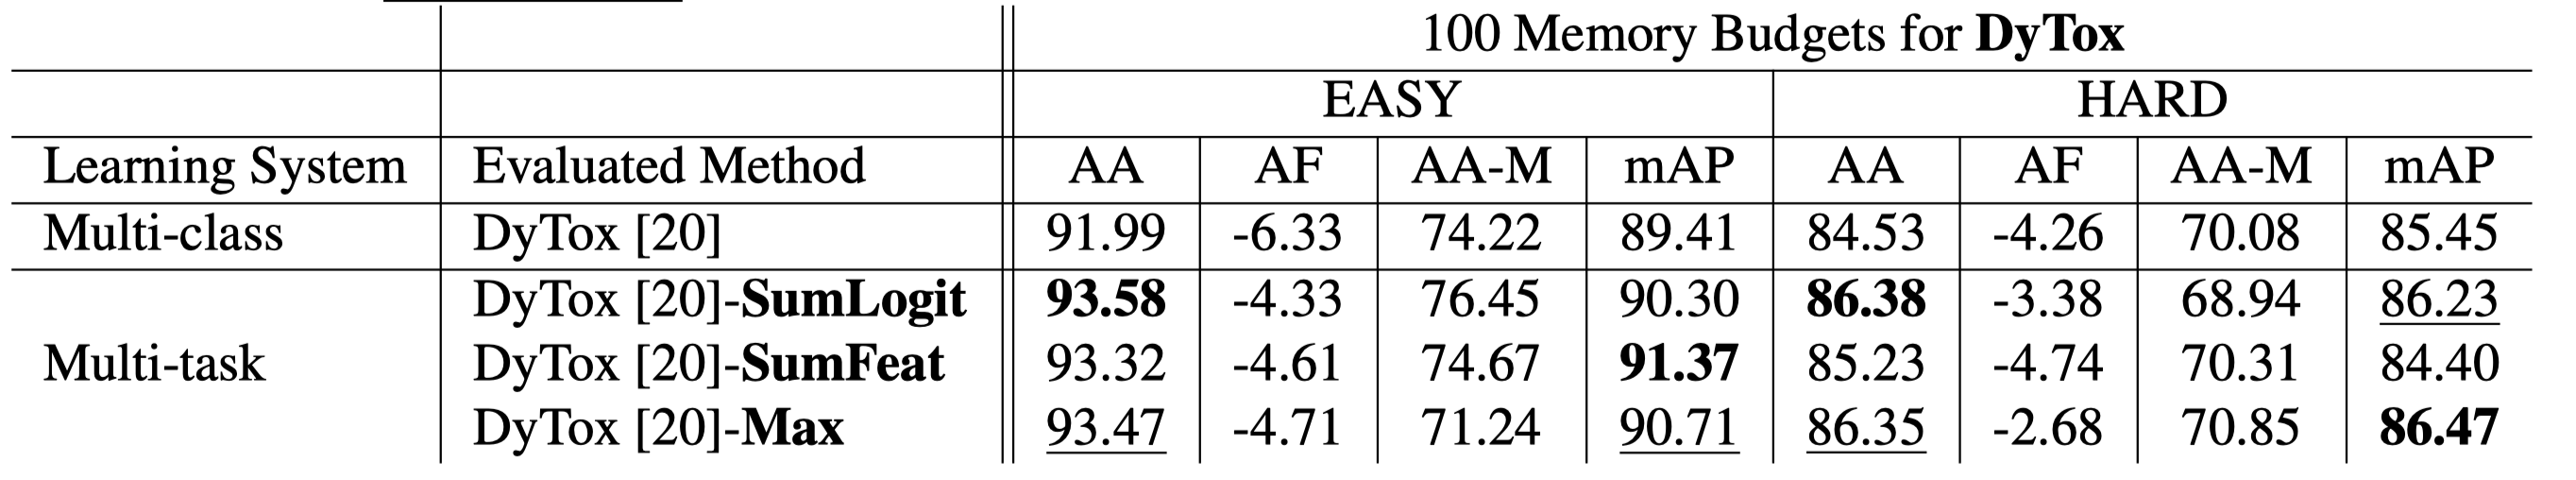 100 Memory Budgets for DyTox
EASY HARD
Learning System Evaluated Method AA AF AA-M mAP AA AF AA-M mAP
Multi-class DyTox [20] 91.99 -6.33 74.22 89.41 84.53 -4.26 70.08 85.45
DyTox [20]-SumLogit 93.58 -4.33 76.45 90.30 86.38 -3.38 68.94 86.23
Multi-task DyTox [20]-SumFeat 93.32 -4.61 74.67 91.37 85.23 -4.74 70.31 84.40
DyTox [20]-Max 93.47 -4.71 71.24 90.71 86.35 -2.68 70.85 86.47